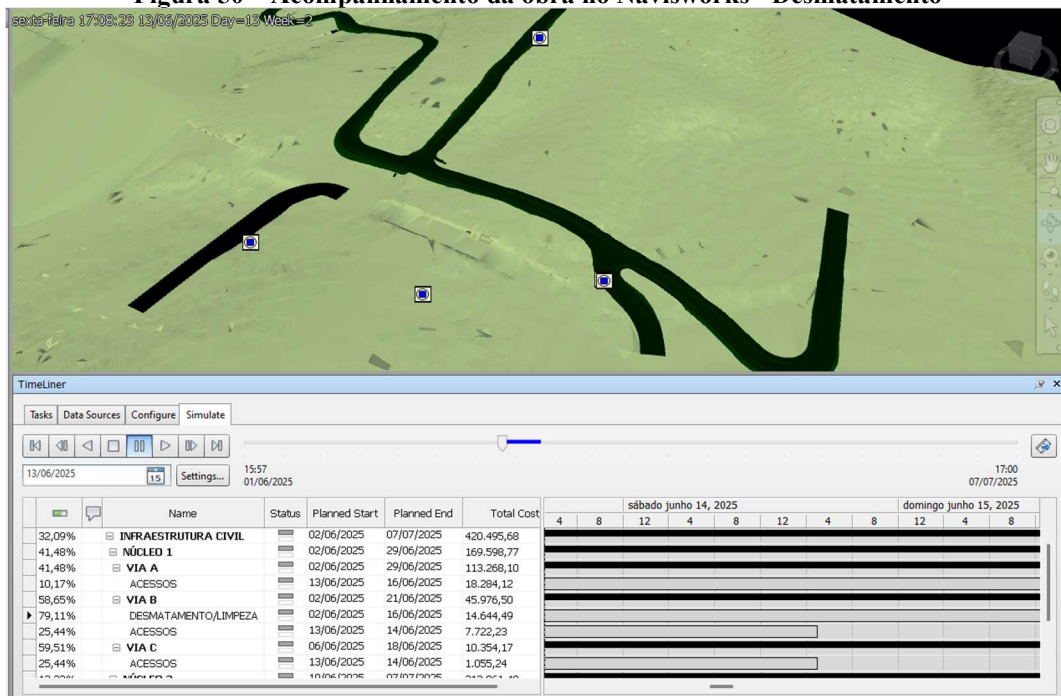 Figura 50 - Acompanhamento da obra no Navisworks - Desmatamento
sexta-feira 17:08:23 13/06/2025 Day=13 Week=2
TimeLiner
Tasks Data Sources Configure Simulate
13/06/2025 15 Settings... 15:57 17:00
01/06/2025 07/07/2025
Name Status Planned Start Planned End Total Cost
sábado junho 14, 2025 domingo junho 15, 2025
4 8 12 4 8 12 4 8 12 4 8
32,09% INFRAESTRUTURA CIVIL 02/06/2025 07/07/2025 420.495,68
41,48% NÚCLEO 1 02/06/2025 29/06/2025 169.598,77
41,48% VIA A 02/06/2025 29/06/2025 113.268,10
10,17% ACESSOS 13/06/2025 16/06/2025 18.284,12
58,65% VIA B 02/06/2025 21/06/2025 45.976,50
79,11% DESMATAMENTO/LIMPEZA 02/06/2025 16/06/2025 14.644,49
25,44% ACESSOS 13/06/2025 14/06/2025 7.722,23
59,51% VIA C 06/06/2025 18/06/2025 10.354,17
25,44% ACESSOS 13/06/2025 14/06/2025 1.055,24